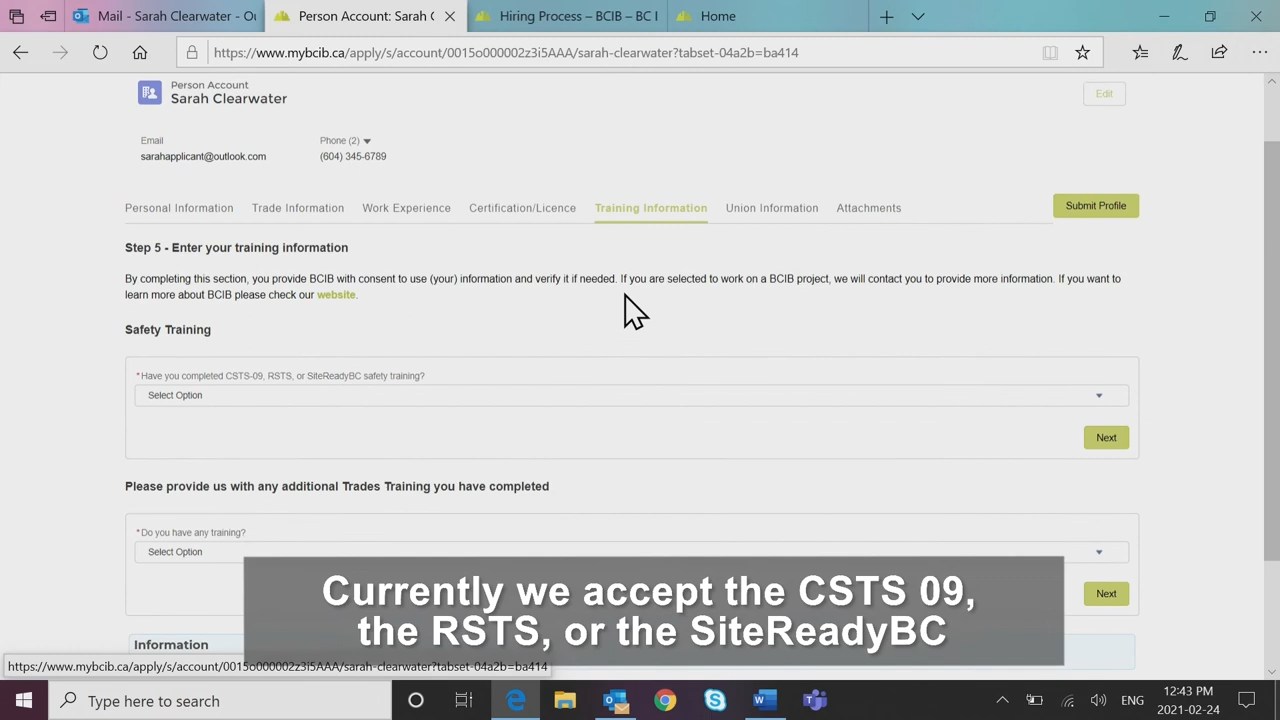 Mail - Sarah Clearwater - Ou
Person Account: Sarah C
Hiring Process – BCIB – BC I
Home
https://www.mybcib.ca/apply/s/account/0015o000002z3i5AAA/sarah-clearwater?tabset-04a2b=ba414
Person Account
Sarah Clearwater
Edit
Email
Phone (2)
sarahapplicant@outlook.com
(604) 345-6789
Personal Information
Trade Information
Work Experience
Certification/Licence
Training Information
Union Information
Attachments
Submit Profile
Step 5 - Enter your training information
By completing this section, you provide BCIB with consent to use (your) information and verify it if needed. If you are selected to work on a BCIB project, we will contact you to provide more information. If you want to
learn more about BCIB please check our website.
Safety Training
*Have you completed CSTS-09, RSTS, or SiteReadyBC safety training?
Select Option
Next
Please provide us with any additional Trades Training you have completed
*Do you have any training?
Select Option
Next
Currently we accept the CSTS 09,
the RSTS, or the SiteReadyBC
Information
https://www.mybcib.ca/apply/s/account/0015o000002z3i5AAA/sarah-clearwater?tabset-04a2b=ba414
Type here to search
ENG
12:43 PM
2021-02-24